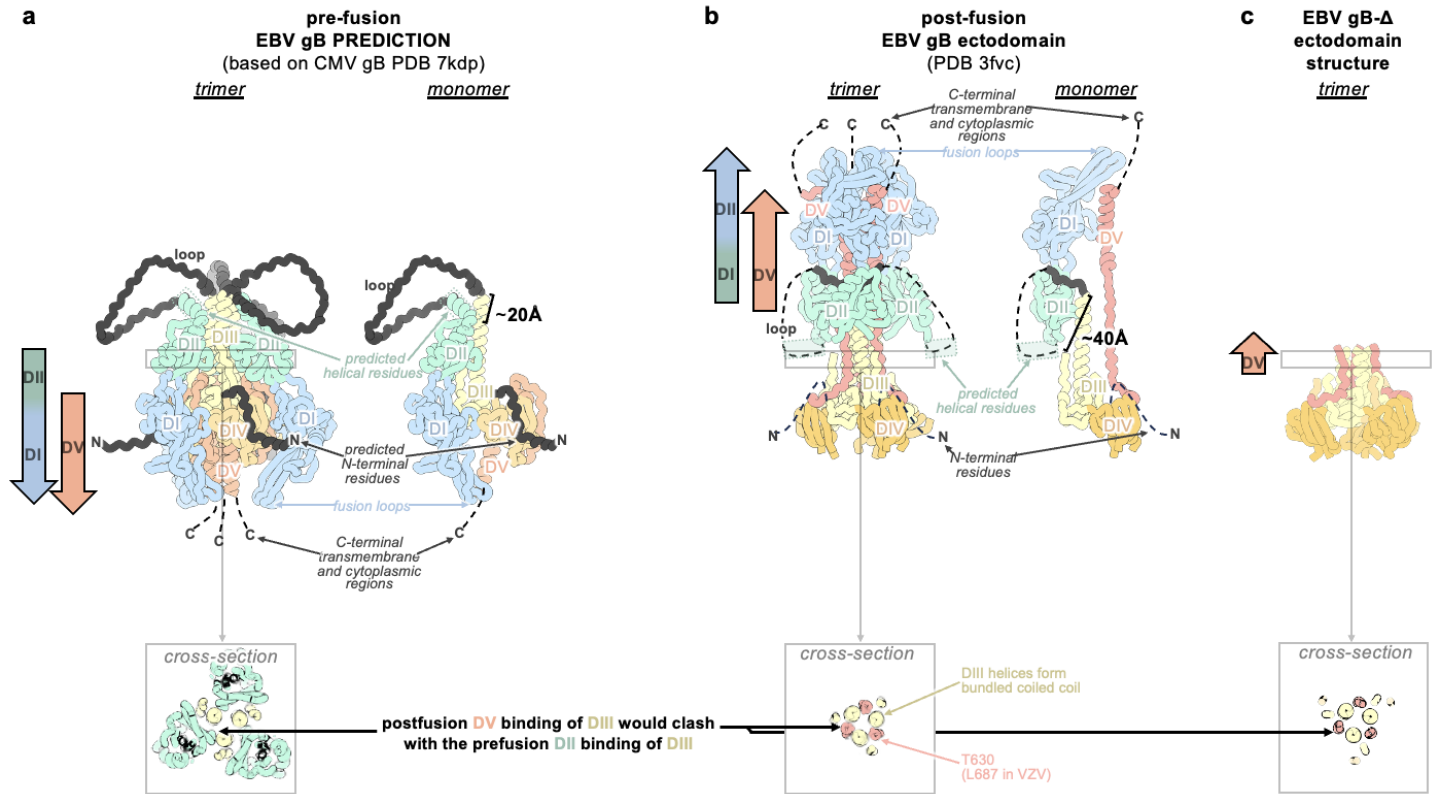 a
pre-fusion
EBV gB PREDICTION
(based on CMV gB PDB 7kdp)
trimer
monomer
loop
loop
~20Å
DII
DIII
DII
DII
predicted
helical residues
DIII
DII
DI
DV
DI
DIV
DI
DV
N
N
predicted
N-terminal
residues
DI
DIV
DV
N
fusion loops
C
C
C
C-terminal
transmembrane
and cytoplasmic
regions
C
cross-section
b
post-fusion
EBV gB ectodomain
(PDB 3fvc)
trimer
monomer
C-terminal
transmembrane
and cytoplasmic
regions
C
C
C
C
fusion loops
DII
DI
DV
DV
DV
DI
DI
DI
DV
DII
DII
DII
loop
~40Å
predicted
helical residues
DIII
DIV
DIII
DIV
N
N
N
N-terminal
residues
cross-section
DIII helices form
bundled coiled coil
T630
(L687 in VZV)
c
EBV gB-Δ
ectodomain
structure
trimer
DV
cross-section
postfusion DV binding of DIII would clash
with the prefusion DII binding of DIII